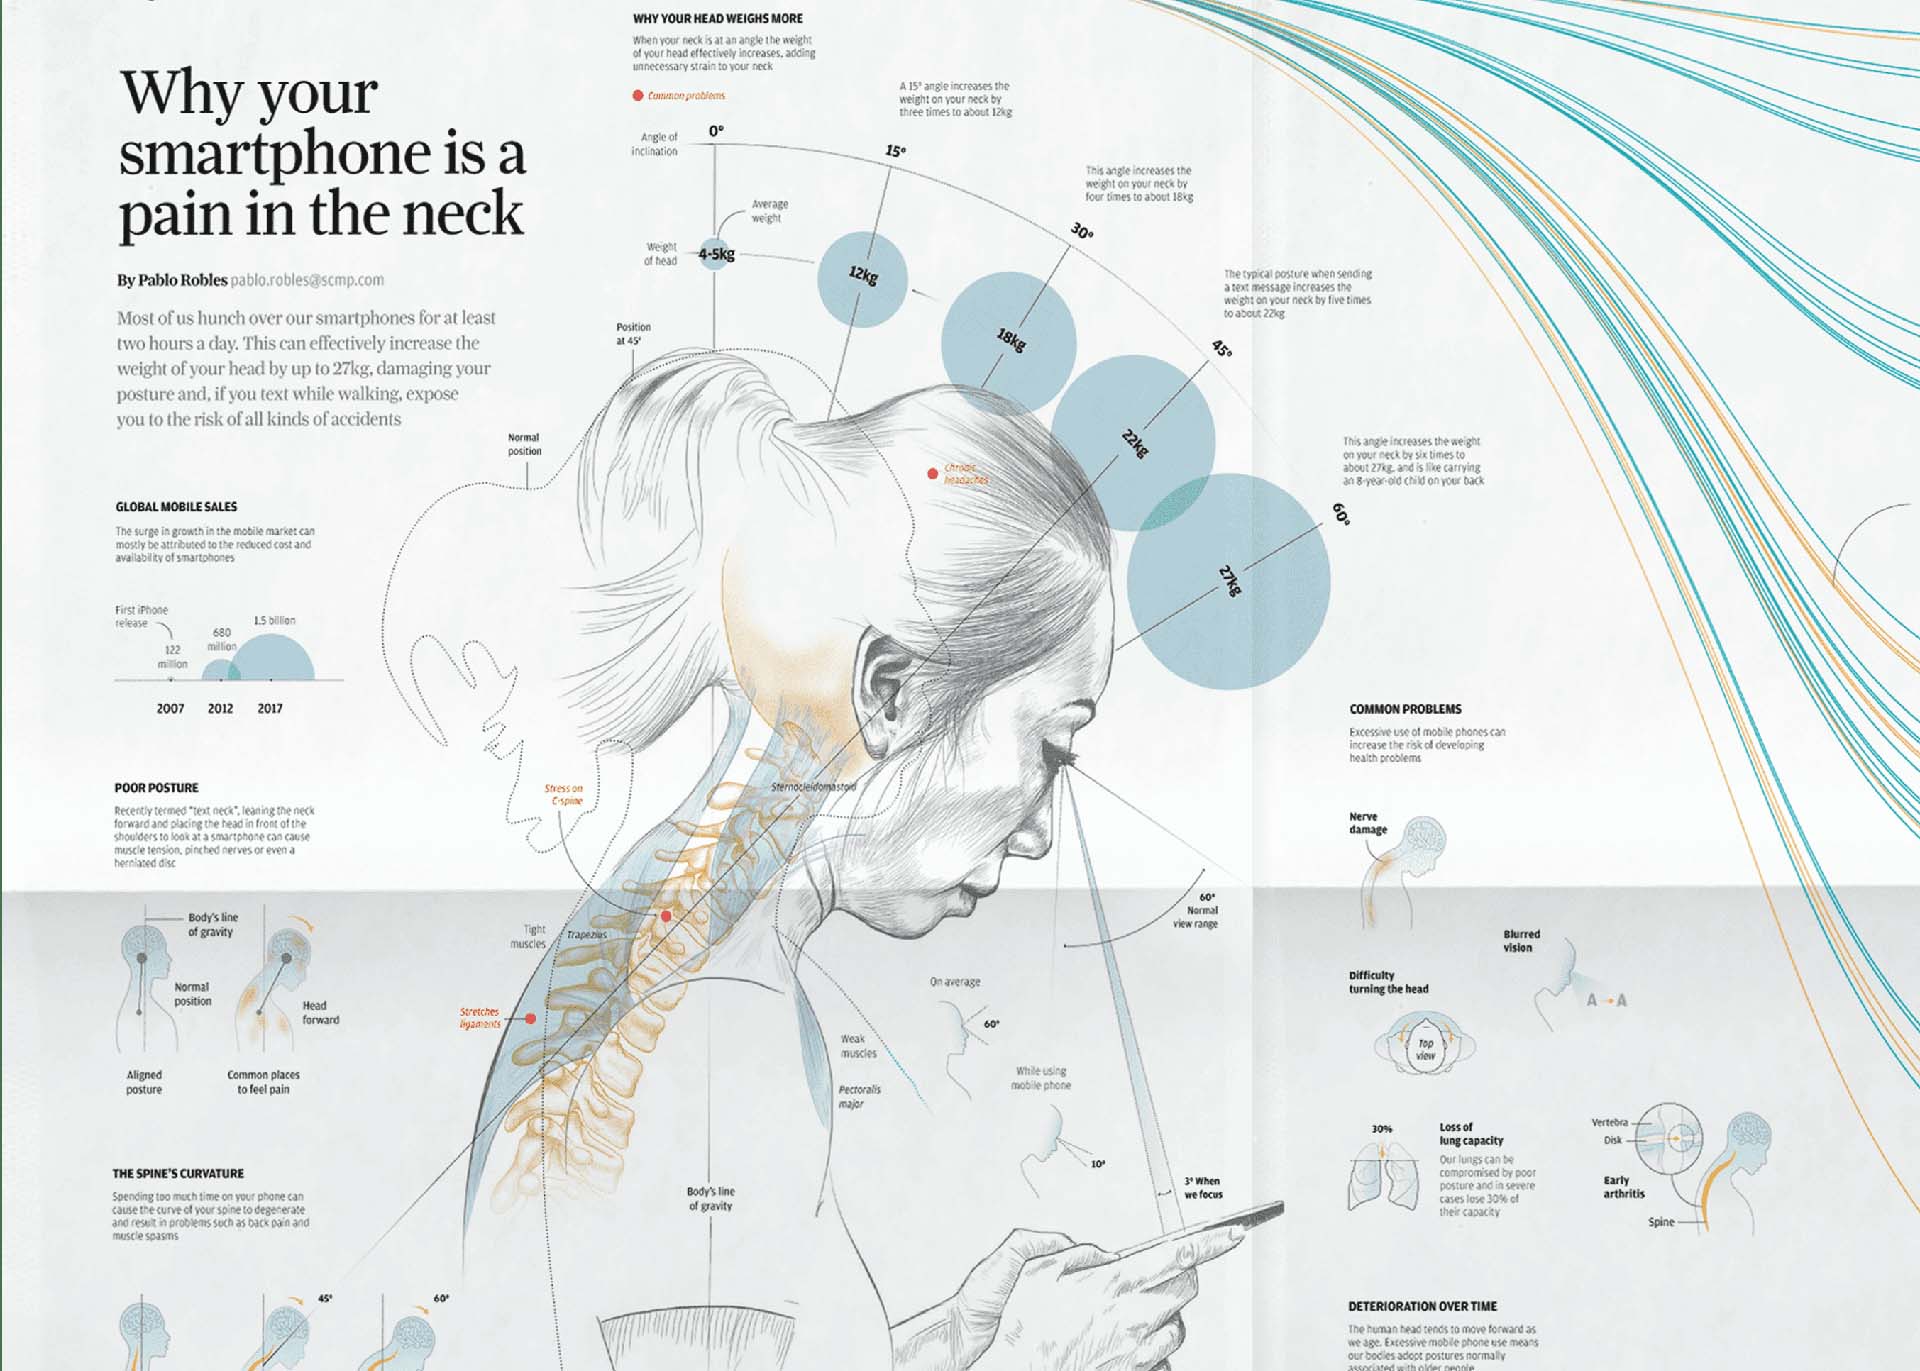 Why your
smartphone is a
pain in the neck
By Pablo Robles pablo.robles@scmp.com
Most of us hunch over our smartphones for at least
two hours a day. This can effectively increase the
weight of your head by up to 27kg, damaging your
posture and, if you text while walking, expose
you to the risk of all kinds of accidents
WHY YOUR HEAD WEIGHS MORE
When your neck is at an angle the weight
of your head effectively increases, adding
unnecessary strain to your neck
Common problems
Angle of
inclination
0°
15°
30°
45°
60°
A 15° angle increases the
weight on your neck by
three times to about 12kg
This angle increases the
weight on your neck by
four times to about 18kg
The typical posture when sending
a text message increases the
weight on your neck by five times
to about 22kg
This angle increases the weight
on your neck by six times to
about 27kg, and is like carrying
an 8-year-old child on your back
Average
weight
Weight
of head
4-5kg
12kg
18kg
22kg
27kg
Position
at 45°
Normal
position
Chronic
headaches
GLOBAL MOBILE SALES
The surge in growth in the mobile market can
mostly be attributed to the reduced cost and
availability of smartphones
First iPhone
release
122
million
680
million
1.5 billion
2007
2012
2017
POOR POSTURE
Recently termed "text neck", leaning the neck
forward and placing the head in front of the
shoulders to look at a smartphone can cause
muscle tension, pinched nerves or even a
herniated disc
Body's line
of gravity
Normal
position
Head
forward
Aligned
posture
Common places
to feel pain
THE SPINE'S CURVATURE
Spending too much time on your phone can
cause the curve of your spine to degenerate
and result in problems such as back pain and
muscle spasms
45°
60°
Stress on
C-spine
Sternocleidomastoid
Tight
muscles
Trapezius
Stretches
ligaments
Weak
muscles
Pectoralis
major
Body's line
of gravity
60°
Normal
view range
On average
60°
While using
mobile phone
10°
3° When
we focus
COMMON PROBLEMS
Excessive use of mobile phones can
increase the risk of developing
health problems
Nerve
damage
Blurred
vision
A
A
Difficulty
turning the head
Top
view
30%
Loss of
lung capacity
Our lungs can be
compromised by poor
posture and in severe
cases lose 30% of
their capacity
Vertebra
Disk
Early
arthritis
Spine
DETERIORATION OVER TIME
The human head tends to move forward as
we age. Excessive mobile phone use means
our bodies adopt postures normally
associated with older people